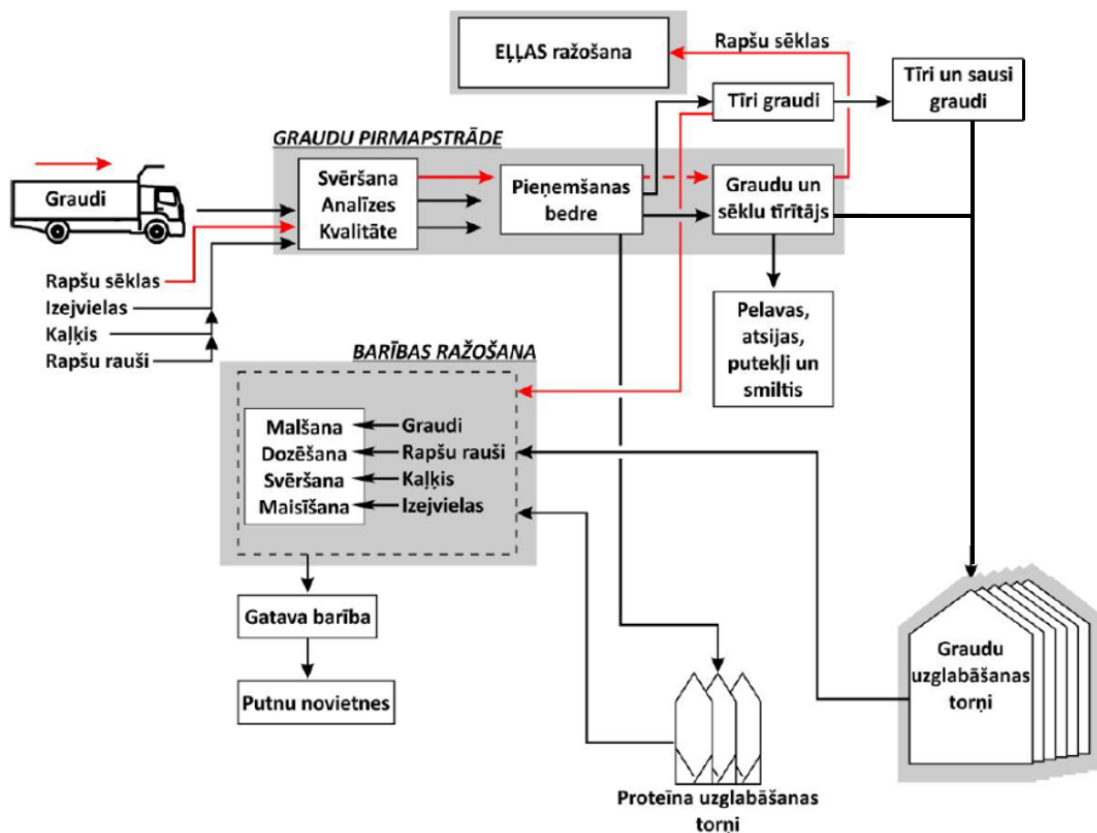 EĻĻAS ražošana
Rapšu sēklas
Tīri graudi
Tīri un sausi
graudi
GRAUDU PIRMAPSTRĀDE
Graudi
Svēršana
Analīzes
Kvalitāte
Pieņemšanas
bedre
Graudu un
sēklu tīrītājs
Rapšu sēklas
Izejvielas
Kaļķis
Rapšu rauši
Pelavas,
atsijas,
putekļi un
smiltis
BARĪBAS RAŽOŠANA
Malšana
Dozēšana
Svēršana
Maisīšana
Graudi
Rapšu rauši
Kaļķis
Izejvielas
Gatava barība
Putnu novietnes
Graudu
uzglabāšanas
torņi
Proteīna uzglabāšanas
torņi